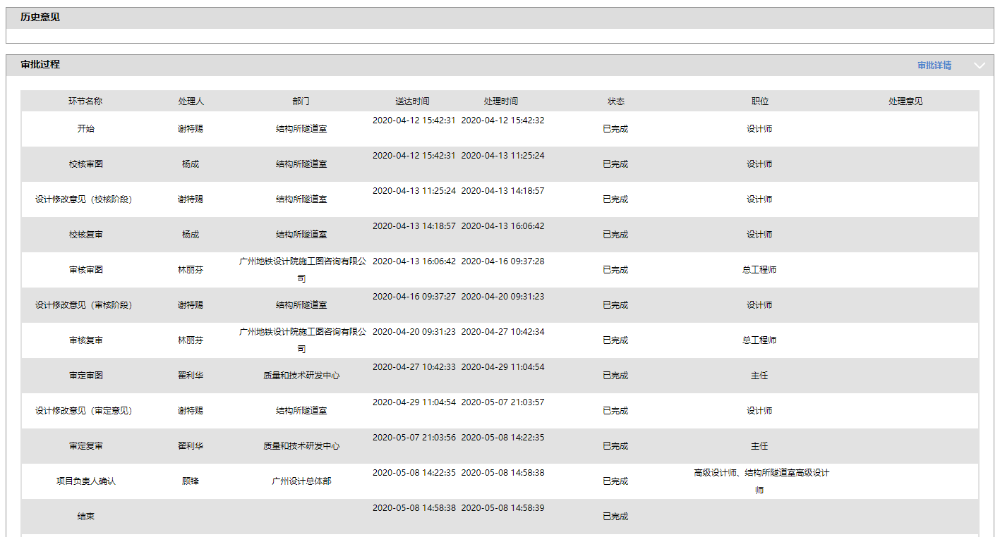 历史意见
审批过程
审批详情
环节名称 处理人 部门 送达时间 处理时间 状态 职位 处理意见
开始 谢特赐 结构所隧道室 2020-04-12 15:42:31 2020-04-12 15:42:32 已完成 设计师
校核审图 杨成 结构所隧道室 2020-04-12 15:42:31 2020-04-13 11:25:24 已完成 设计师
设计修改意见（校核阶段） 谢特赐 结构所隧道室 2020-04-13 11:25:24 2020-04-13 14:18:57 已完成 设计师
校核复审 杨成 结构所隧道室 2020-04-13 14:18:57 2020-04-13 16:06:42 已完成 设计师
审核审图 林丽芬 广州地铁设计院施工图咨询有限公 2020-04-13 16:06:42 2020-04-16 09:37:28 已完成 总工程师
司
设计修改意见（审核阶段） 谢特赐 结构所隧道室 2020-04-16 09:37:27 2020-04-20 09:31:23 已完成 设计师
审核复审 林丽芬 广州地铁设计院施工图咨询有限公 2020-04-20 09:31:23 2020-04-27 10:42:34 已完成 总工程师
司
审定审图 翟利华 质量和技术研发中心 2020-04-27 10:42:33 2020-04-29 11:04:54 已完成 主任
设计修改意见（审定意见） 谢特赐 结构所隧道室 2020-04-29 11:04:54 2020-05-07 21:03:57 已完成 设计师
审定复审 翟利华 质量和技术研发中心 2020-05-07 21:03:56 2020-05-08 14:22:35 已完成 主任
项目负责人确认 顾锋 广州设计总体部 2020-05-08 14:22:35 2020-05-08 14:58:38 已完成 高级设计师、结构所隧道室高级设计
师
结束 2020-05-08 14:58:38 2020-05-08 14:58:39 已完成